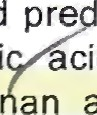 d pred
ic aci
nan a